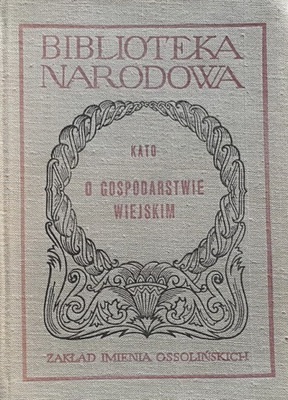 BIBLIOTEKA
NARODOWA
KATO
O GOSPODARSTWIE
WIEJSKIM
ZAKŁAD IMIENIA OSSOLIŃSKICH